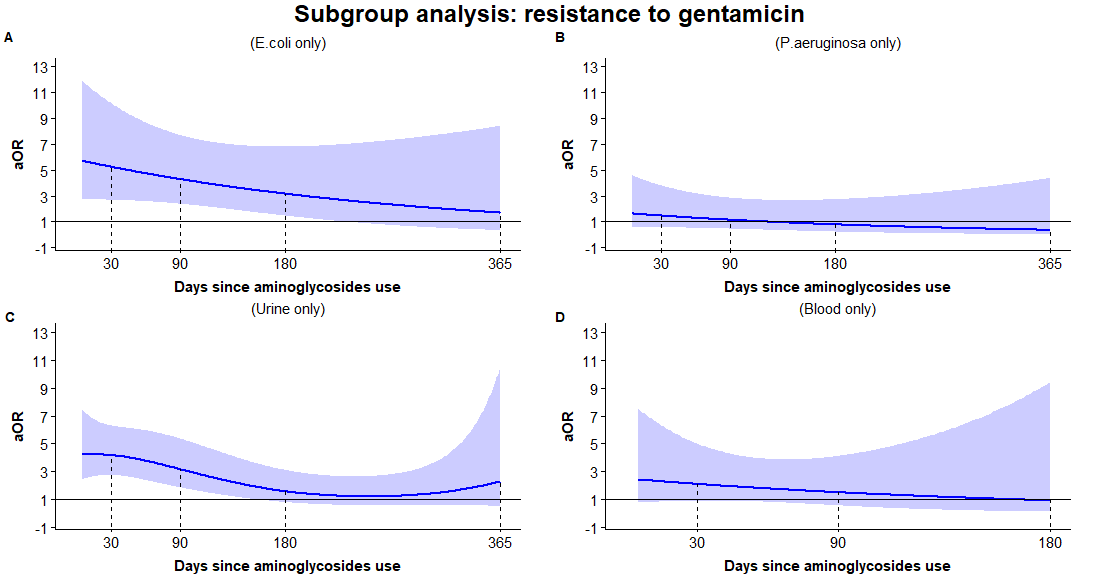 Subgroup analysis: resistance to gentamicin
A
(E.coli only)
13
11
9
7
5
3
1
-1
aOR
30 90 180 365
Days since aminoglycosides use
B
(P.aeruginosa only)
13
11
9
7
5
3
1
-1
aOR
30 90 180 365
Days since aminoglycosides use
C
(Urine only)
13
11
9
7
5
3
1
-1
aOR
30 90 180 365
Days since aminoglycosides use
D
(Blood only)
13
11
9
7
5
3
1
-1
aOR
30 90 180
Days since aminoglycosides use